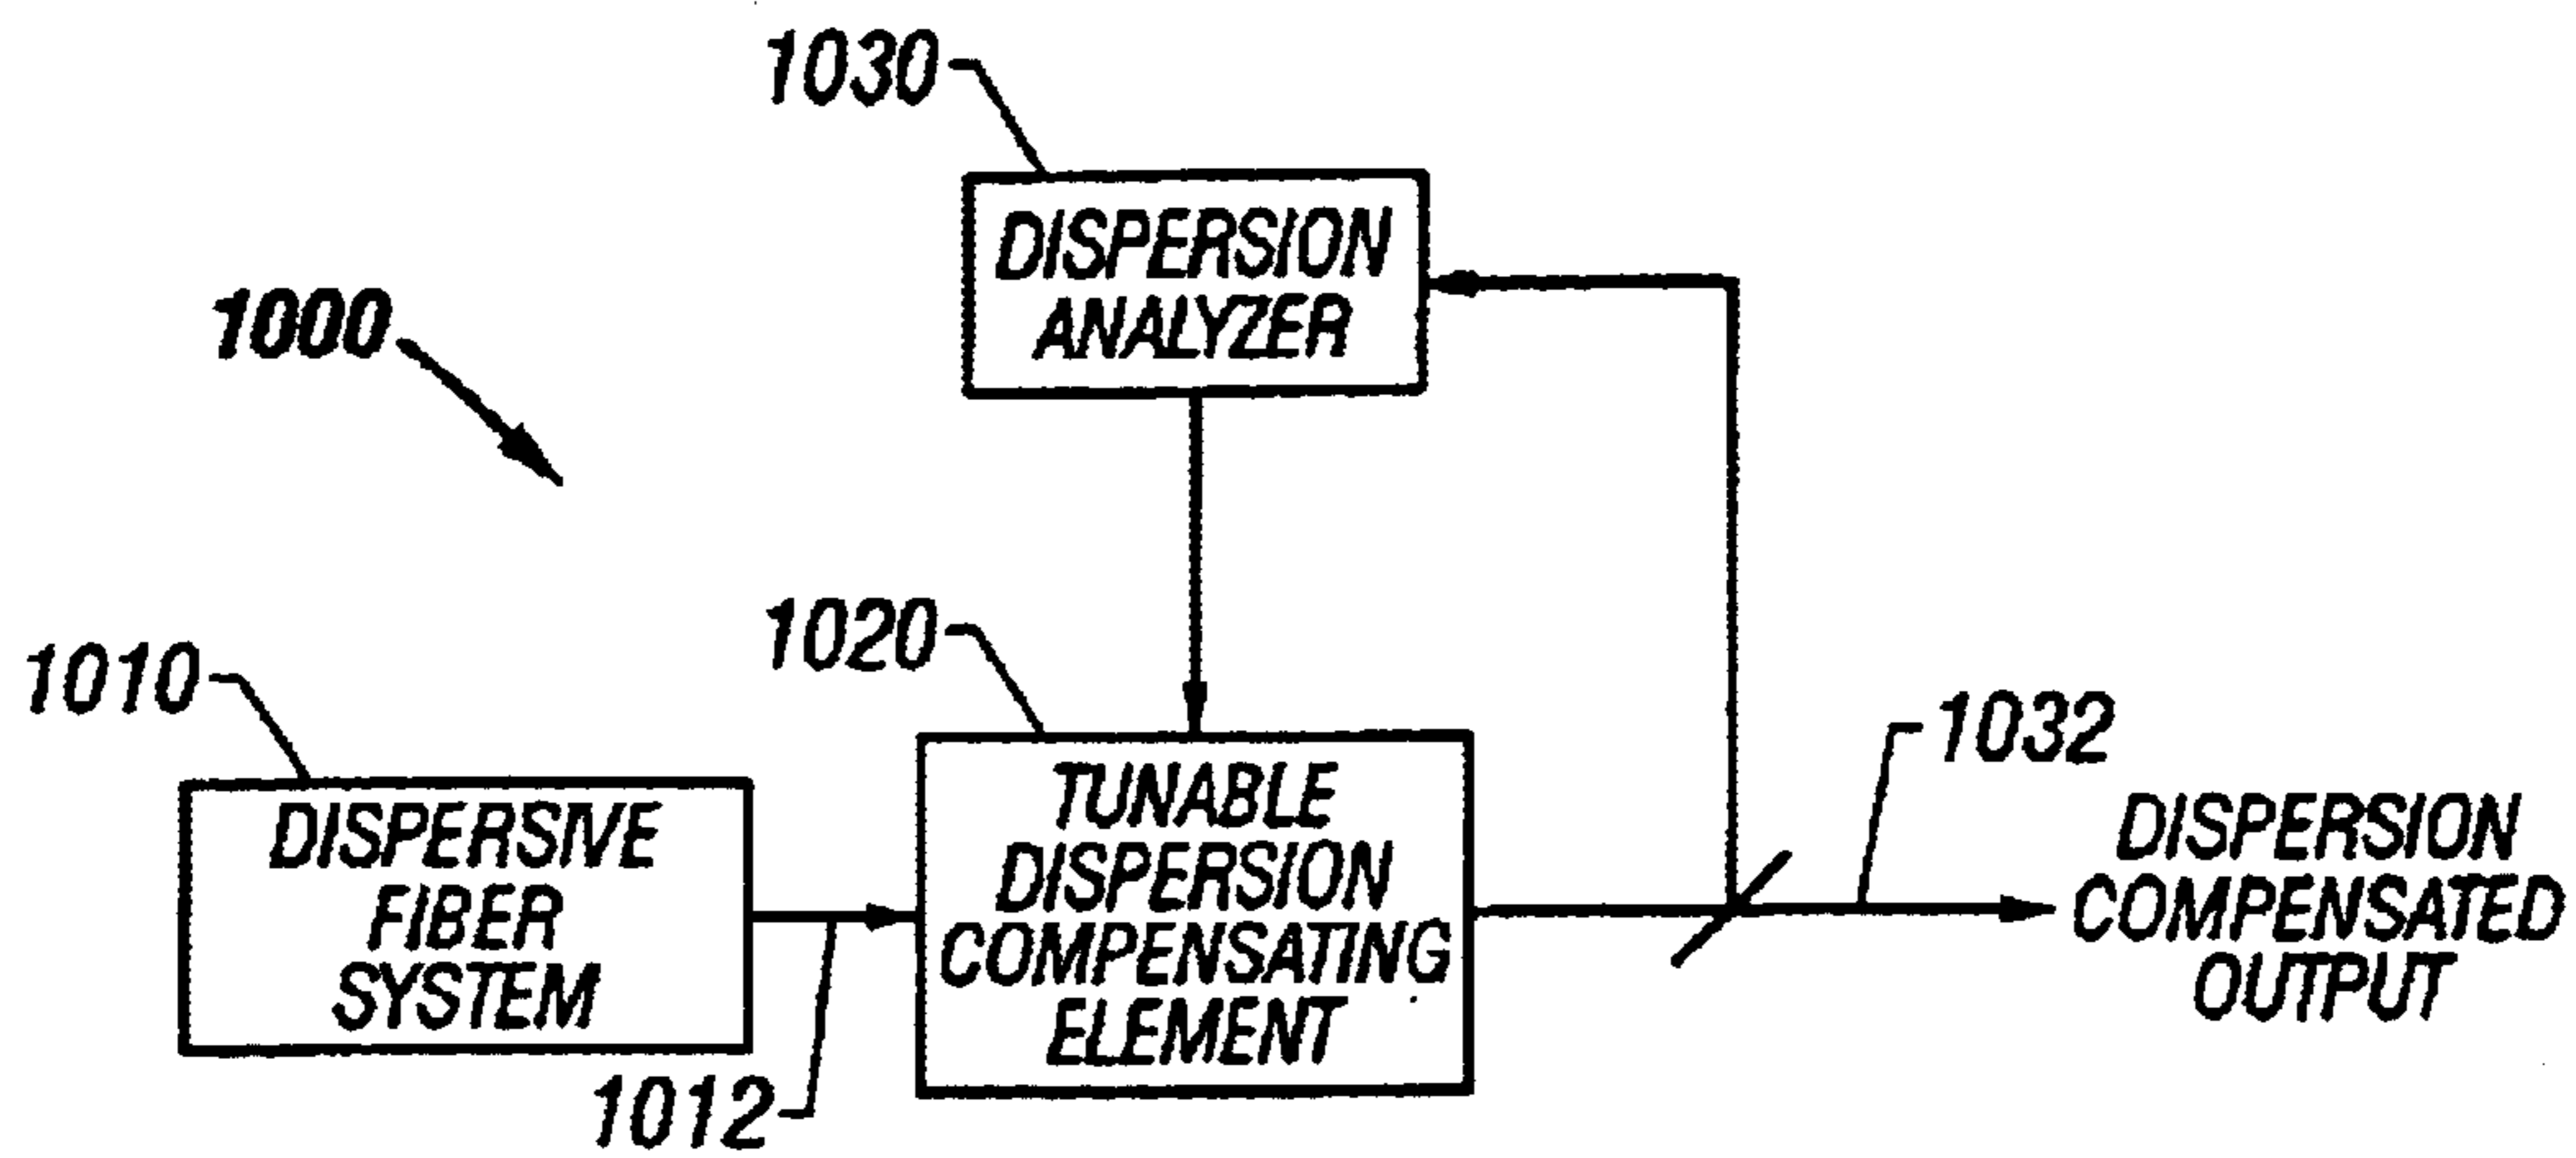 1030
DISPERSION
ANALYZER
1000
1020
1010
TUNABLE
DISPERSION
COMPENSATING
ELEMENT
DISPERSIVE
FIBER
SYSTEM
1012
1032
DISPERSION
COMPENSATED
OUTPUT